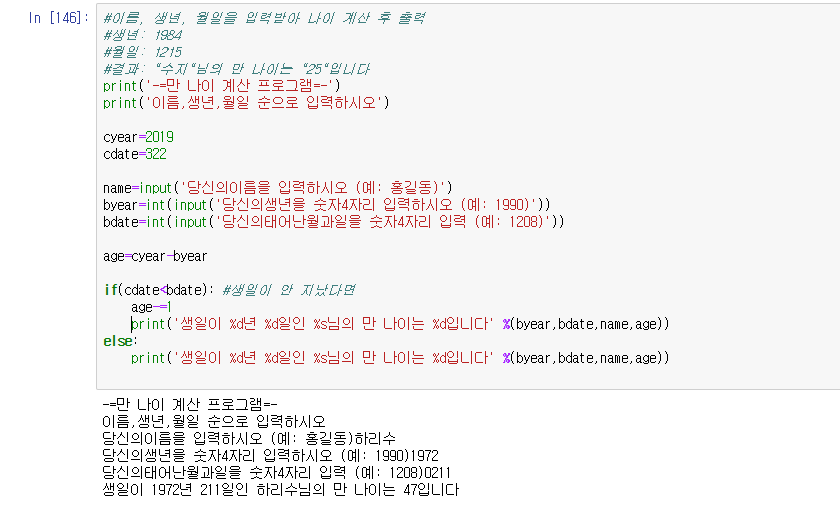 In [146]:
#이름, 생년, 월일을 입력받아 나이 계산 후 출력
#생년: 1984
#월일: 1215
#결과: "수지"님의 만 나이는 "25"입니다
print('-=만 나이 계산 프로그램=-')
print('이름,생년,월일 순으로 입력하시오')
cyear=2019
cdate=322
name=input('당신의이름을 입력하시오 (예: 홍길동)')
byear=int(input('당신의생년을 숫자4자리 입력하시오 (예: 1990)'))
bdate=int(input('당신의태어난월과일을 숫자4자리 입력 (예: 1208)'))
age=cyear-byear
if(cdate<bdate): #생일이 안 지났다면
    age-=1
    print('생일이 %d년 %d일인 %s님의 만 나이는 %d입니다' %(byear,bdate,name,age))
else:
    print('생일이 %d년 %d일인 %s님의 만 나이는 %d입니다' %(byear,bdate,name,age))
-=만 나이 계산 프로그램=-
이름,생년,월일 순으로 입력하시오
당신의이름을 입력하시오 (예: 홍길동)하리수
당신의생년을 숫자4자리 입력하시오 (예: 1990)1972
당신의태어난월과일을 숫자4자리 입력 (예: 1208)0211
생일이 1972년 211일인 하리수님의 만 나이는 47입니다